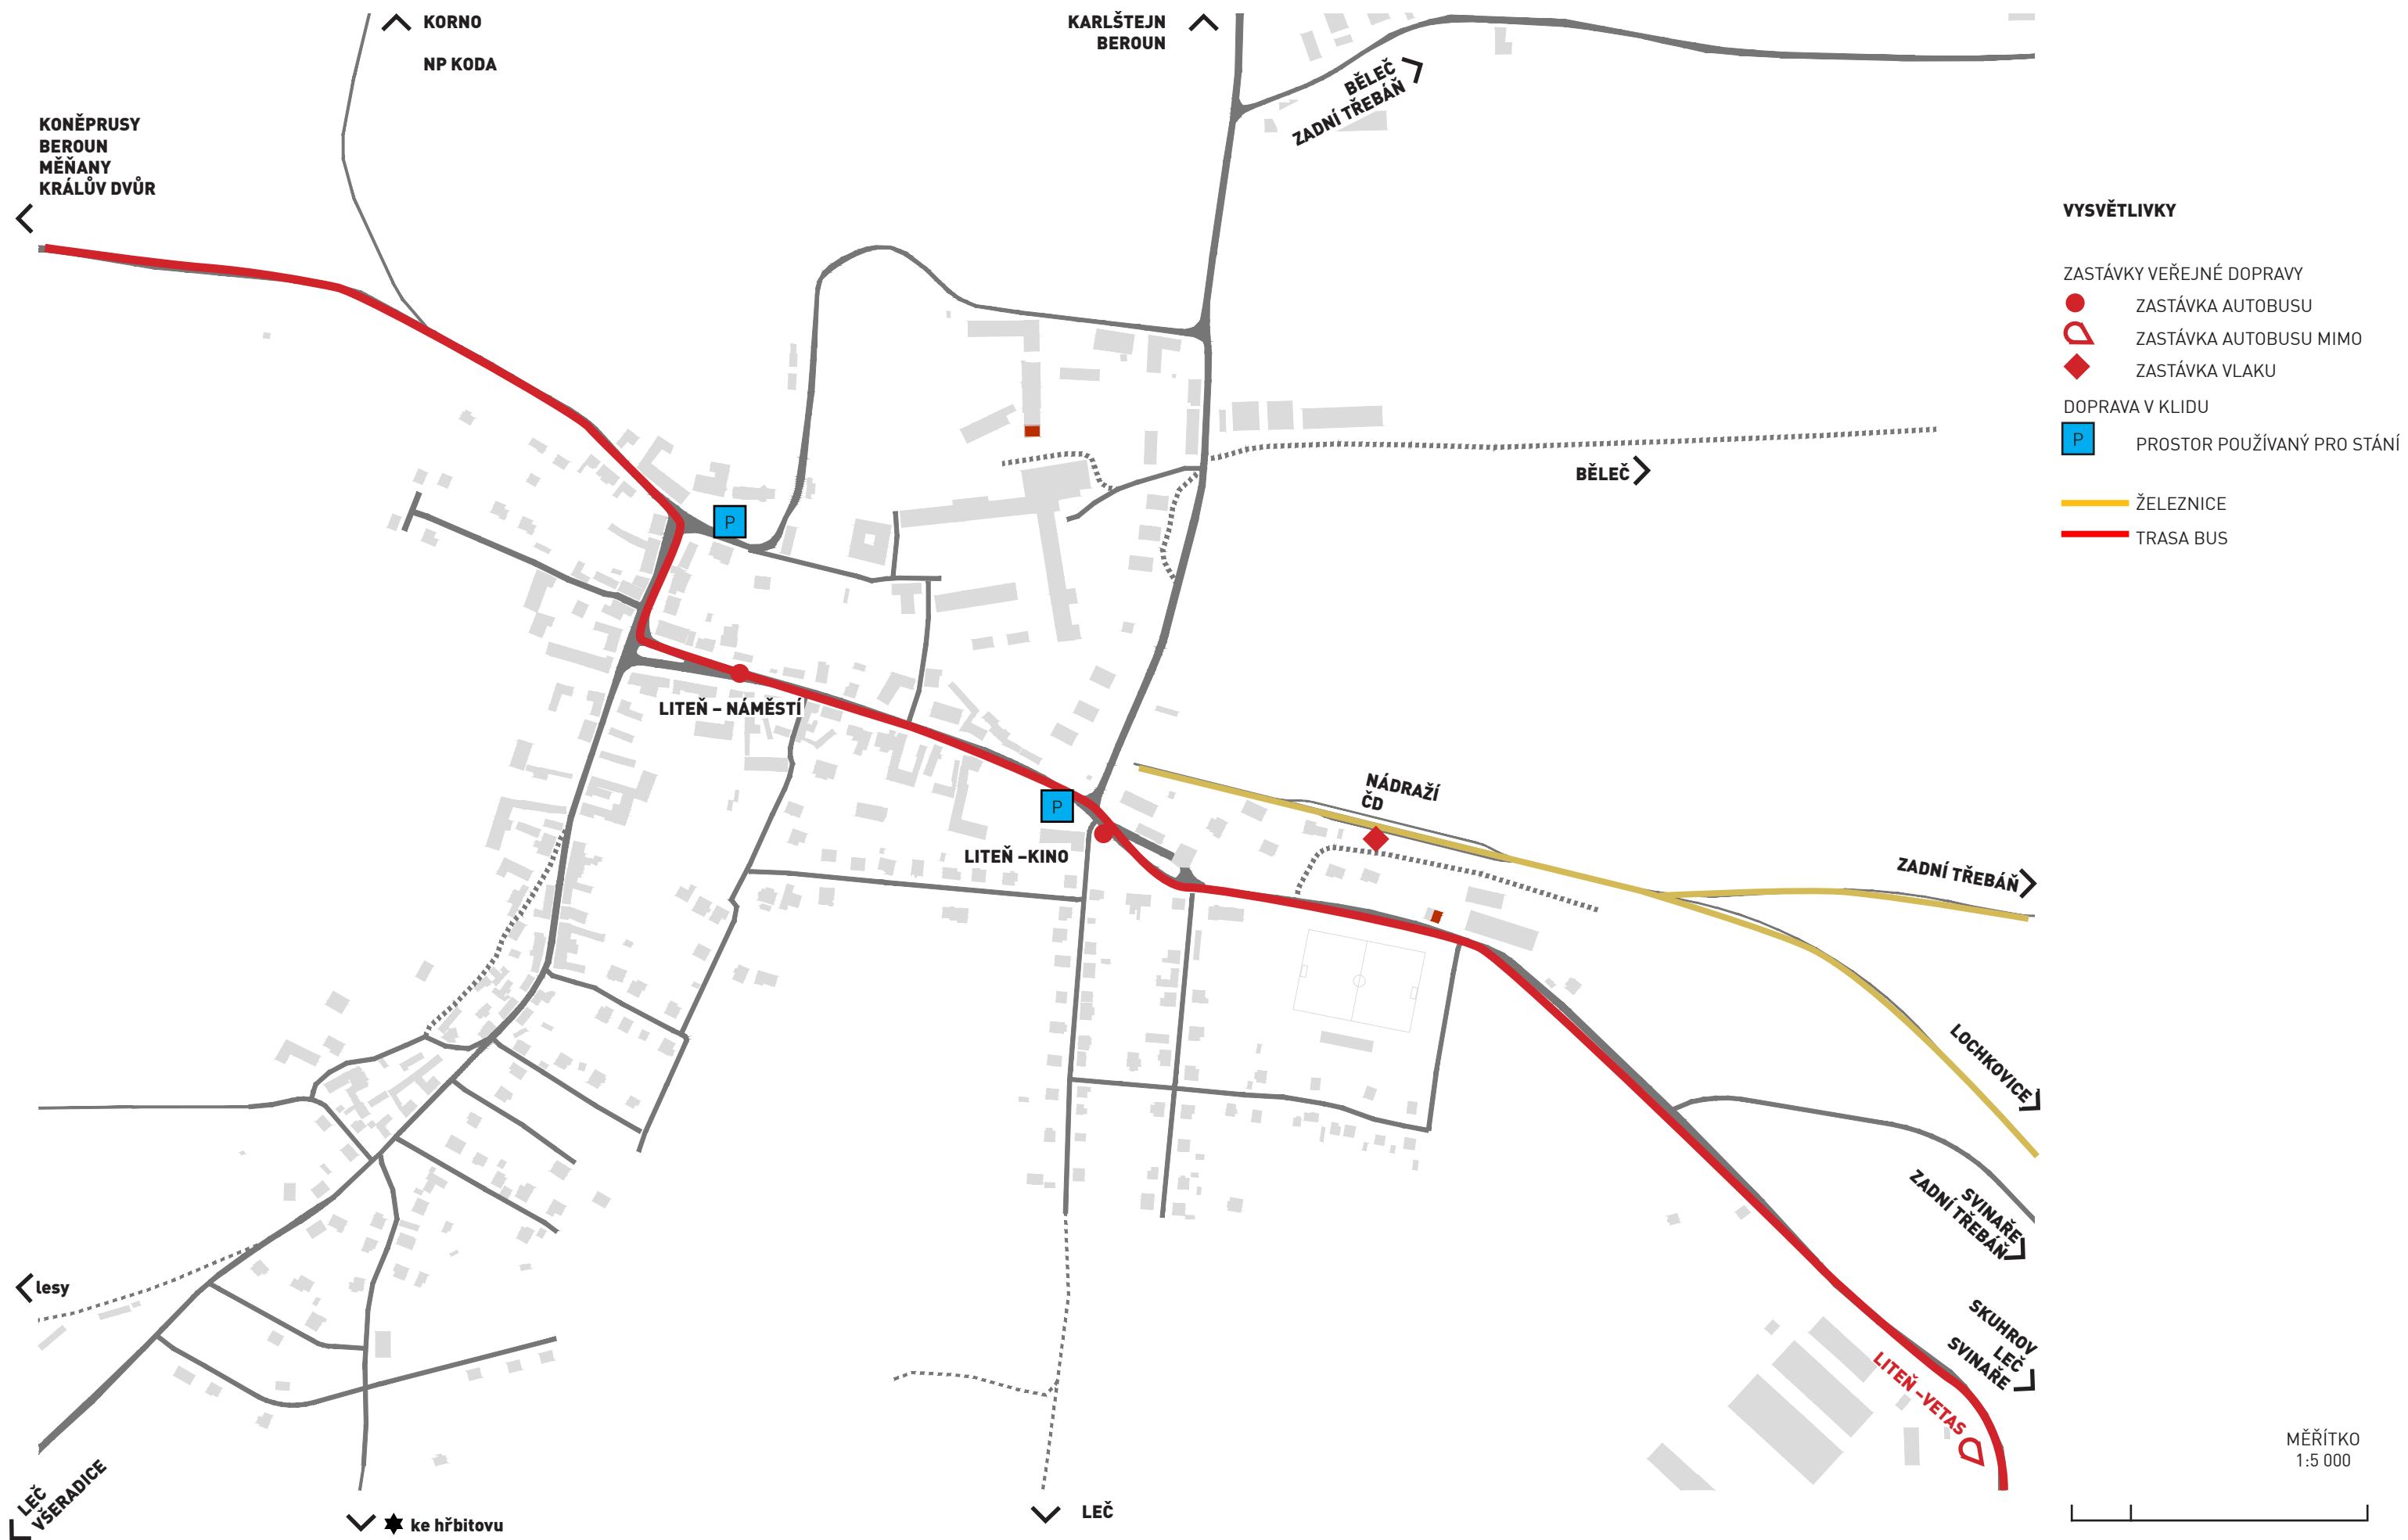 KORNO
NP KODA
KARLŠTEJN
BEROUN
BĚLEČ
ZADNÍ TŘEBÁŇ
KONĚPRUSY
BEROUN
MĚŇANY
KRÁLŮV DVŮR
VYSVĚTLIVKY
ZASTÁVKY VEŘEJNÉ DOPRAVY
ZASTÁVKA AUTOBUSU
ZASTÁVKA AUTOBUSU MIMO
ZASTÁVKA VLAKU
DOPRAVA V KLIDU
P PROSTOR POUŽÍVANÝ PRO STÁNÍ
ŽELEZNICE
TRASA BUS
BĚLEČ
P
LITEŇ – NÁMĚSTÍ
P
LITEŇ –KINO
NÁDRAŽÍ
ČD
ZADNÍ TŘEBÁŇ
LOCHKOVICE
SVINAŘE
ZADNÍ TŘEBÁŇ
SKUHROV
LEČ
SVINAŘE
LITEŇ –VETAS
lesy
LEČ
VŠERADICE
ke hřbitovu
LEČ
MĚŘÍTKO
1:5 000